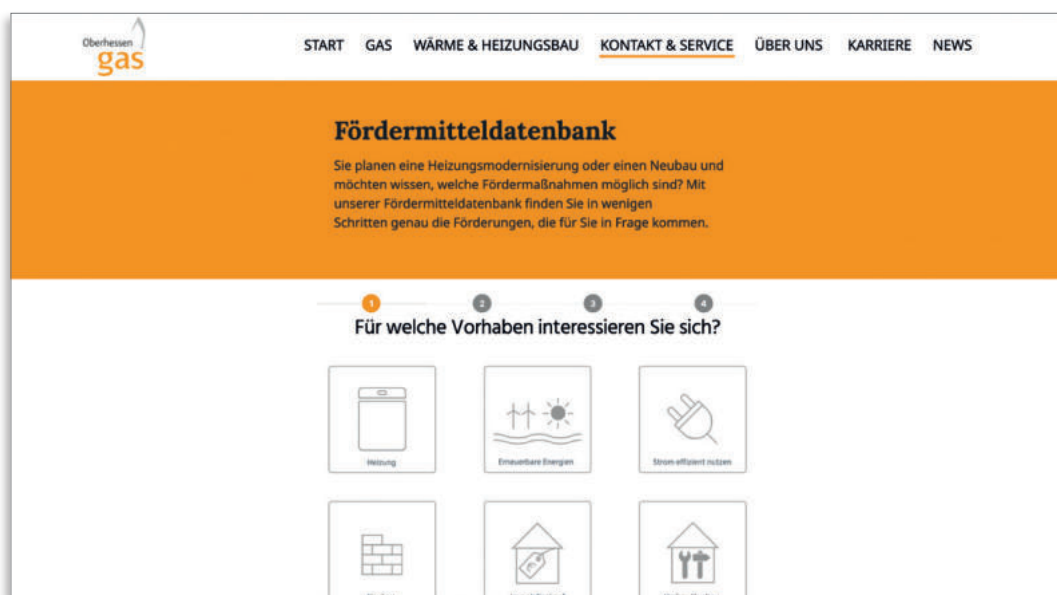 Oberhessen
gas
START GAS WÄRME & HEIZUNGSBAU KONTAKT & SERVICE ÜBER UNS KARRIERE NEWS
Fördermitteldatenbank
Sie planen eine Heizungsmodernisierung oder einen Neubau und
möchten wissen, welche Fördermaßnahmen möglich sind? Mit
unserer Fördermitteldatenbank finden Sie in wenigen
Schritten genau die Förderungen, die für Sie in Frage kommen.
1 2 3 4
Für welche Vorhaben interessieren Sie sich?
Heizung Erneuerbare Energien Strom effizient nutzen